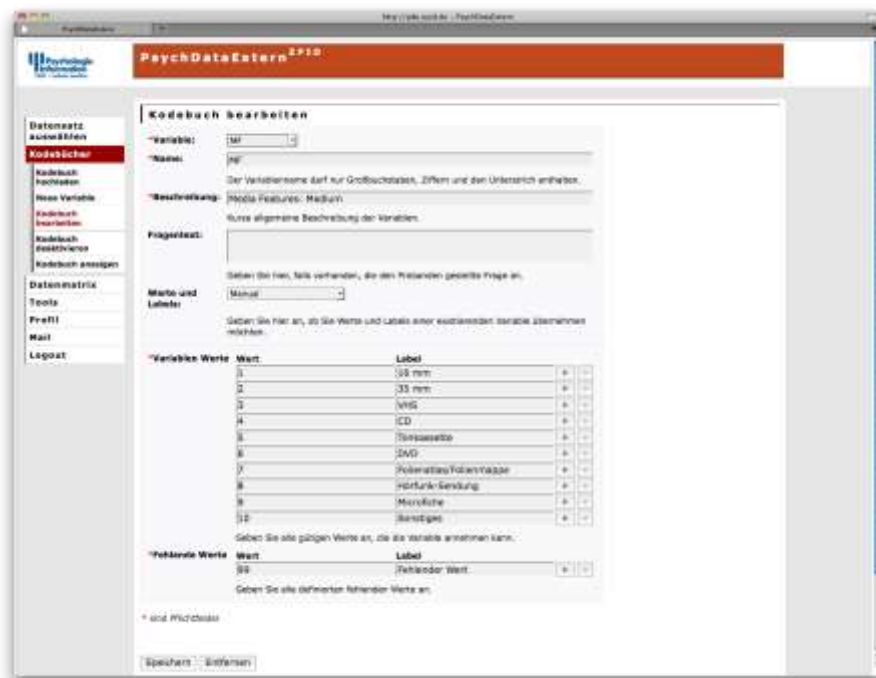 PsychDataExtern
PsychDataExtern ZPID
Psychologie
Information
Kodebuch bearbeiten
Datensatz
auswählen
Kodebücher
Kodebuch
hochladen
Neue Variable
Kodebuch
bearbeiten
Kodebuch
deaktivieren
Kodebuch anzeigen
Datenmatrix
Tools
Profil
Mail
Logout
*Variable: MF
*Name: MF
Der Variablenname darf nur Großbuchstaben, Ziffern und den Unterstrich enthalten.
*Beschreibung: Media Features: Medium
Kurze allgemeine Beschreibung der Variablen.
Fragentext:
Geben Sie hier, falls vorhanden, die den Probanden gestellte Frage an.
Werte und
Labels: Manual
Geben Sie hier an, ob Sie Werte und Labels einer existierenden Variable übernehmen
möchten.
*Variablen Werte Wert Label
1 16 mm + -
2 35 mm + -
3 VHS + -
4 CD + -
5 Tonkassette + -
6 DVD + -
7 Folienatlas/Folienmappe + -
8 Hörfunk-Sendung + -
9 Microfiche + -
10 Sonstiges + -
Geben Sie alle gültigen Werte an, die die Variable annehmen kann.
*Fehlende Werte Wert Label
99 Fehlender Wert + -
Geben Sie alle definierten fehlenden Werte an.
* sind Pflichtfelder
Speichern Entfernen